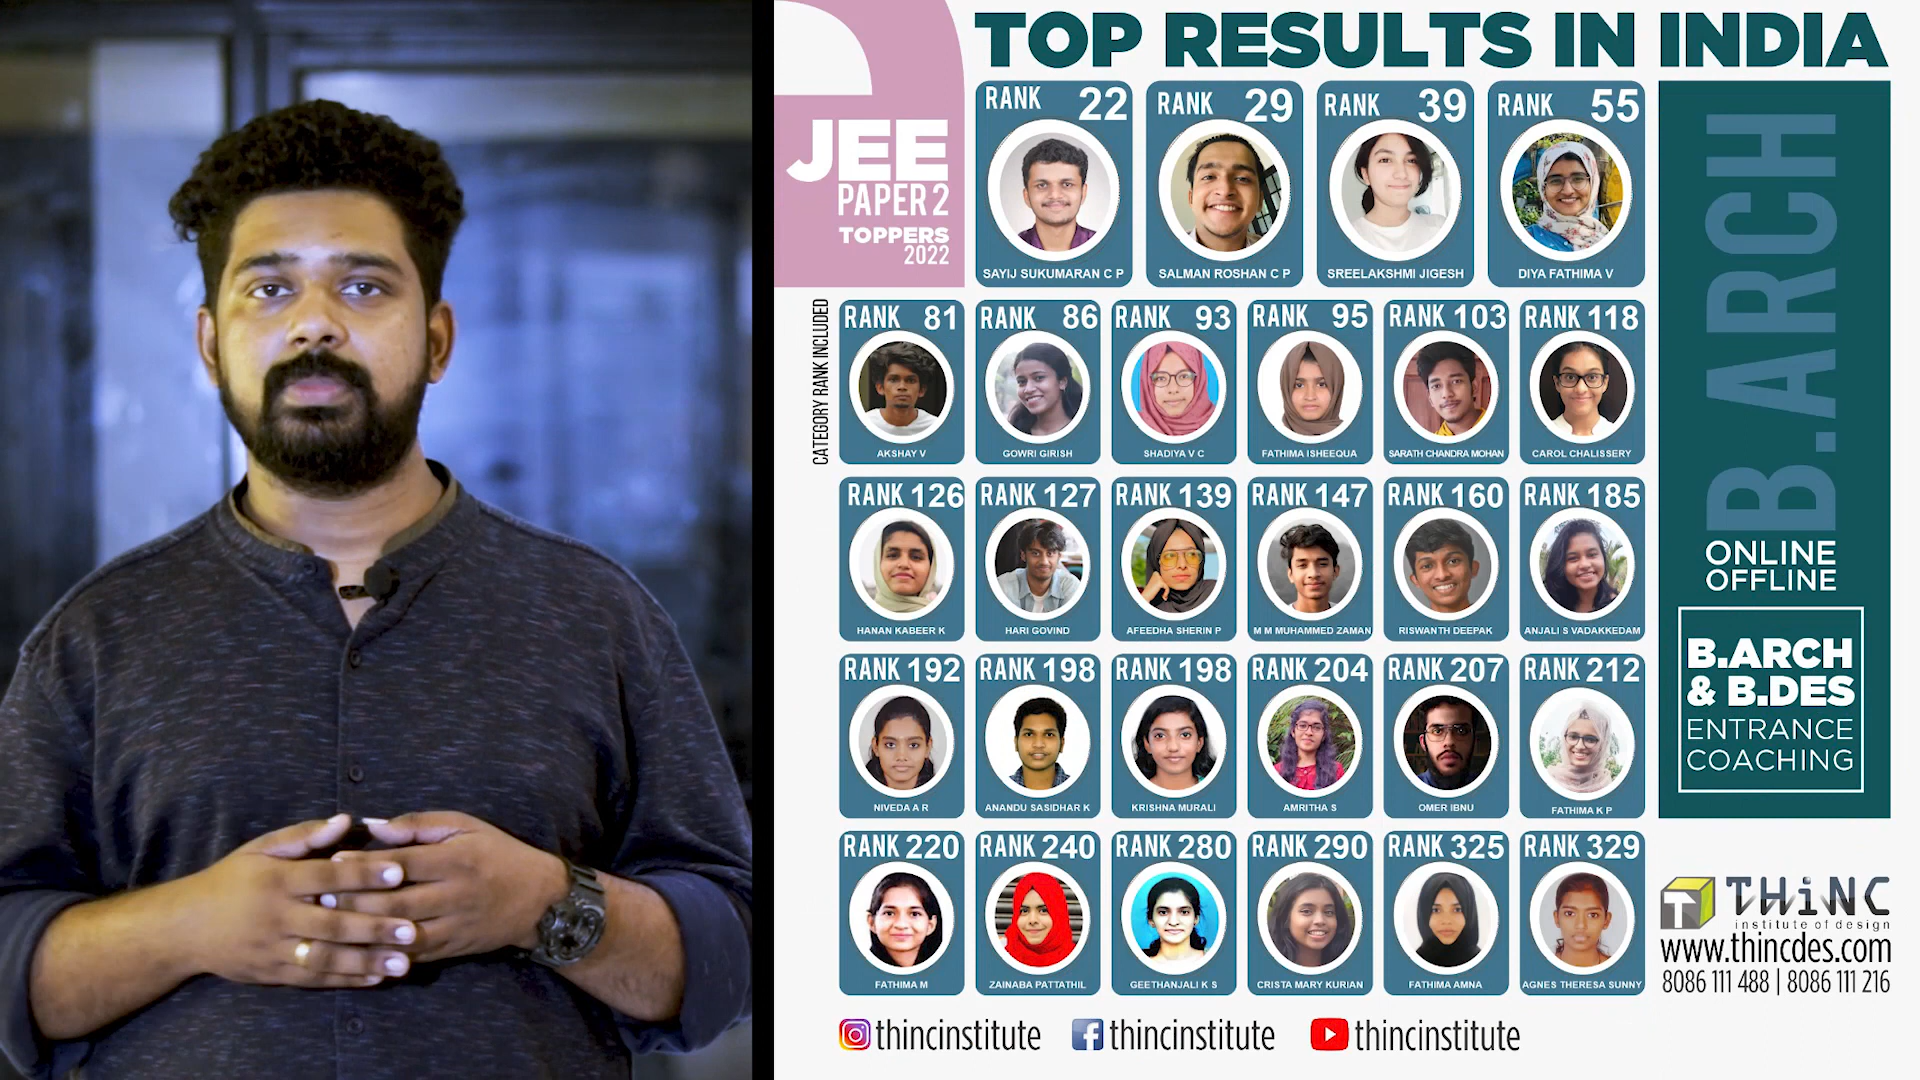 TOP RESULTS IN INDIA
JEE
PAPER 2
TOPPERS
2022
RANK 22
SAYIJ SUKUMARAN C P
RANK 29
SALMAN ROSHAN C P
RANK 39
SREELAKSHMI JIGESH
RANK 55
DIYA FATHIMA V
CATEGORY RANK INCLUDED
RANK 81
AKSHAY V
RANK 86
GOWRI GIRISH
RANK 93
SHADIYA V C
RANK 95
FATHIMA ISHEEQUA
RANK 103
SARATH CHANDRA MOHAN
RANK 118
CAROL CHALISSERY
RANK 126
HANAN KABEER K
RANK 127
HARI GOVIND
RANK 139
AFEEDHA SHERIN P
RANK 147
M M MUHAMMED ZAMAN
RANK 160
RISWANTH DEEPAK
RANK 185
ANJALI S VADAKKEDAM
RANK 192
NIVEDA A R
RANK 198
ANANDU SASIDHAR K
RANK 198
KRISHNA MURALI
RANK 204
AMRITHA S
RANK 207
OMER IBNU
RANK 212
FATHIMA K P
RANK 220
FATHIMA M
RANK 240
ZAINABA PATTATHIL
RANK 280
GEETHANJALI K S
RANK 290
CRISTA MARY KURIAN
RANK 325
FATHIMA AMNA
RANK 329
AGNES THERESA SUNNY
B.ARCH
ONLINE
OFFLINE
B.ARCH
& B.DES
ENTRANCE
COACHING
T THiNC
institute of design
www.thincdes.com
8086 111 488 | 8086 111 216
thincinstitute
thincinstitute
thincinstitute